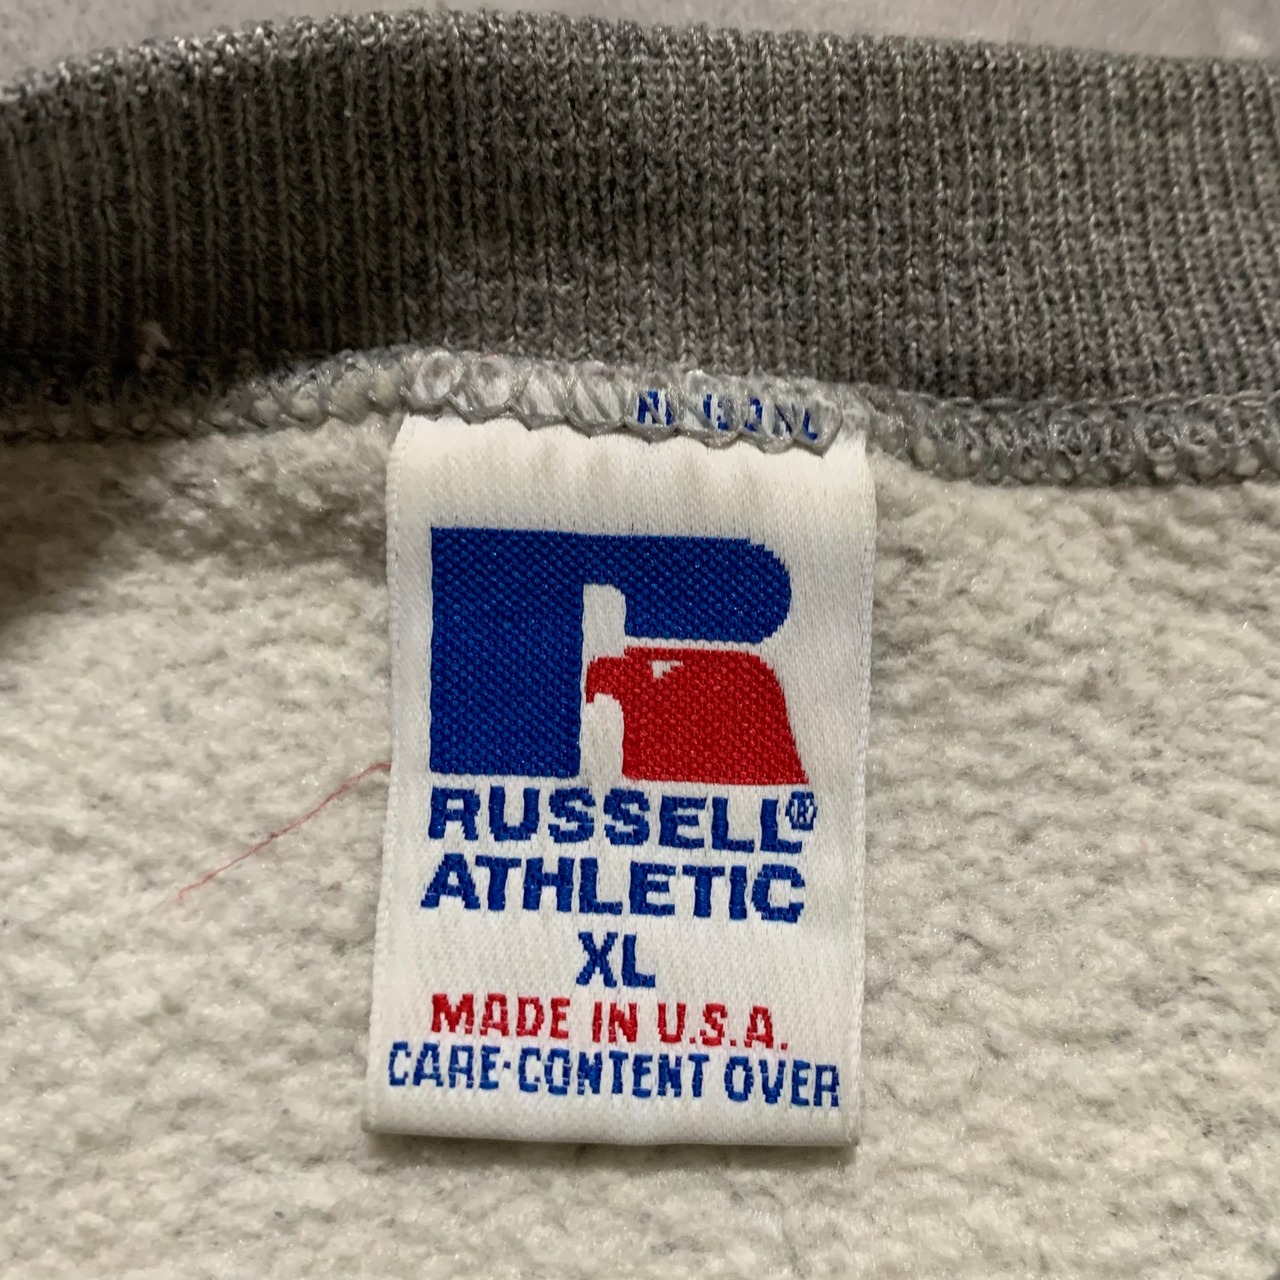 RUSSELL®
ATHLETIC
XL
MADE IN U.S.A.
CARE·CONTENT OVER